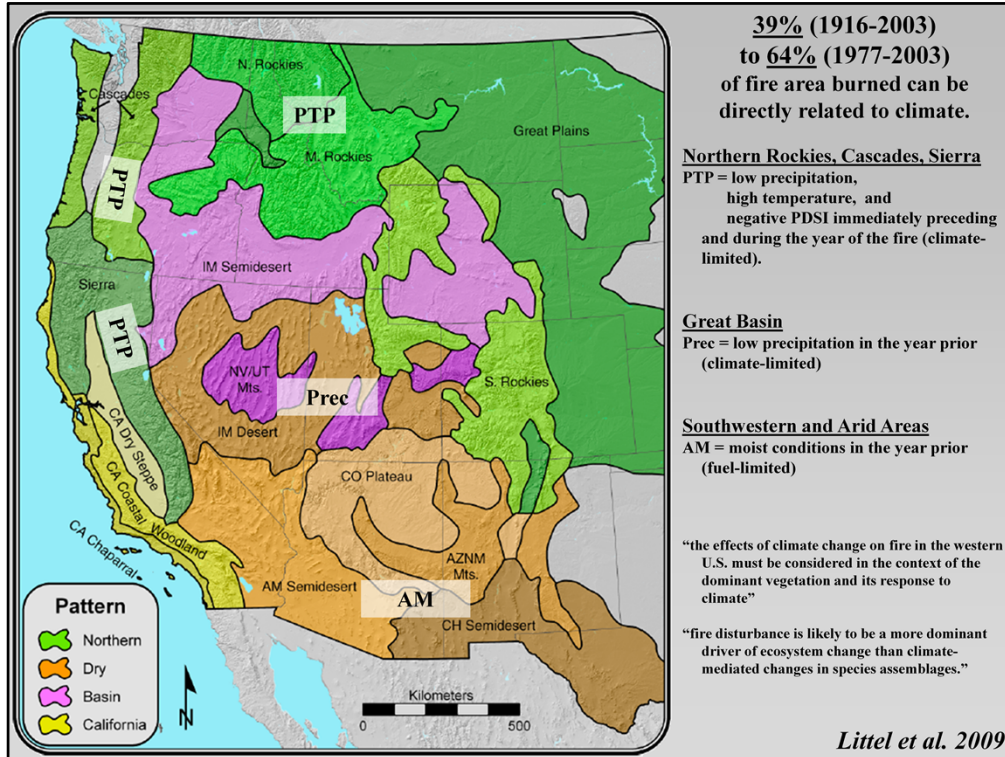 Cascades
N. Rockies
PTP
M. Rockies
Great Plains
PTP
IM Semidesert
Sierra
PTP
NV/UT
Mts.
Prec
S. Rockies
IM Desert
CA Dry Steppe
CO Plateau
CA Coastal Woodland
CA Chaparral
AM Semidesert
AZNM
Mts.
AM
CH Semidesert
Pattern
Northern
Dry
Basin
California
N
Kilometers
0
500
39% (1916-2003)
to 64% (1977-2003)
of fire area burned can be
directly related to climate.
Northern Rockies, Cascades, Sierra
PTP = low precipitation,
high temperature, and
negative PDSI immediately preceding
and during the year of the fire (climate-
limited).
Great Basin
Prec = low precipitation in the year prior
(climate-limited)
Southwestern and Arid Areas
AM = moist conditions in the year prior
(fuel-limited)
“the effects of climate change on fire in the western
U.S. must be considered in the context of the
dominant vegetation and its response to
climate”
“fire disturbance is likely to be a more dominant
driver of ecosystem change than climate-
mediated changes in species assemblages.”
Littel et al. 2009